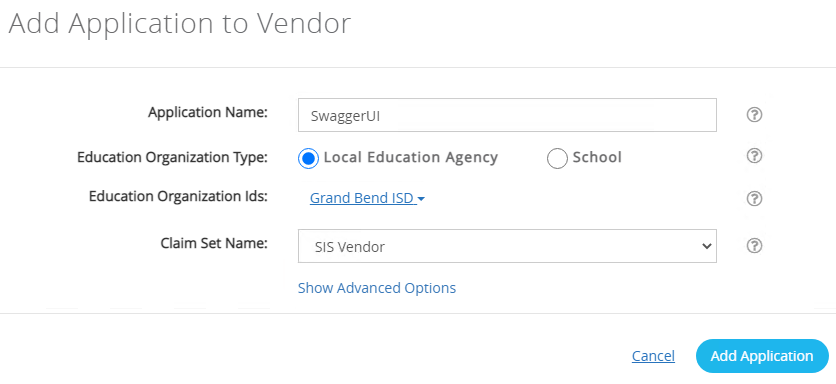 Add Application to Vendor
Application Name: SwaggerUI ?
Education Organization Type: Local Education Agency School ?
Education Organization Ids: Grand Bend ISD ?
Claim Set Name: SIS Vendor ?
Show Advanced Options
Cancel Add Application